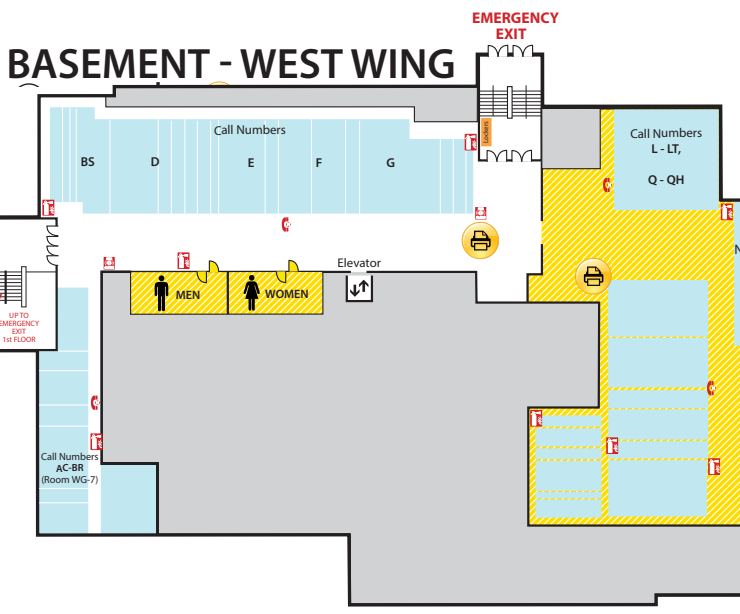 EMERGENCY
EXIT
BASEMENT - WEST WING
Lockers
Call Numbers
BS
D
E
F
G
Call Numbers
L - LT,
Q - QH
N
Elevator
MEN
WOMEN
UP TO
EMERGENCY
EXIT
1st FLOOR
Call Numbers
AC-BR
(Room WG-7)